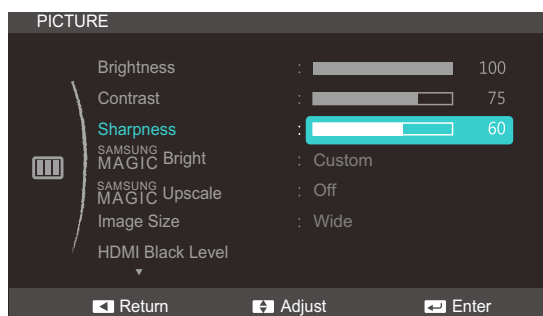 PICTURE
Brightness : 100
Contrast : 75
Sharpness : 60
SAMSUNG MAGIC Bright : Custom
SAMSUNG MAGIC Upscale : Off
Image Size : Wide
HDMI Black Level
Return Adjust Enter